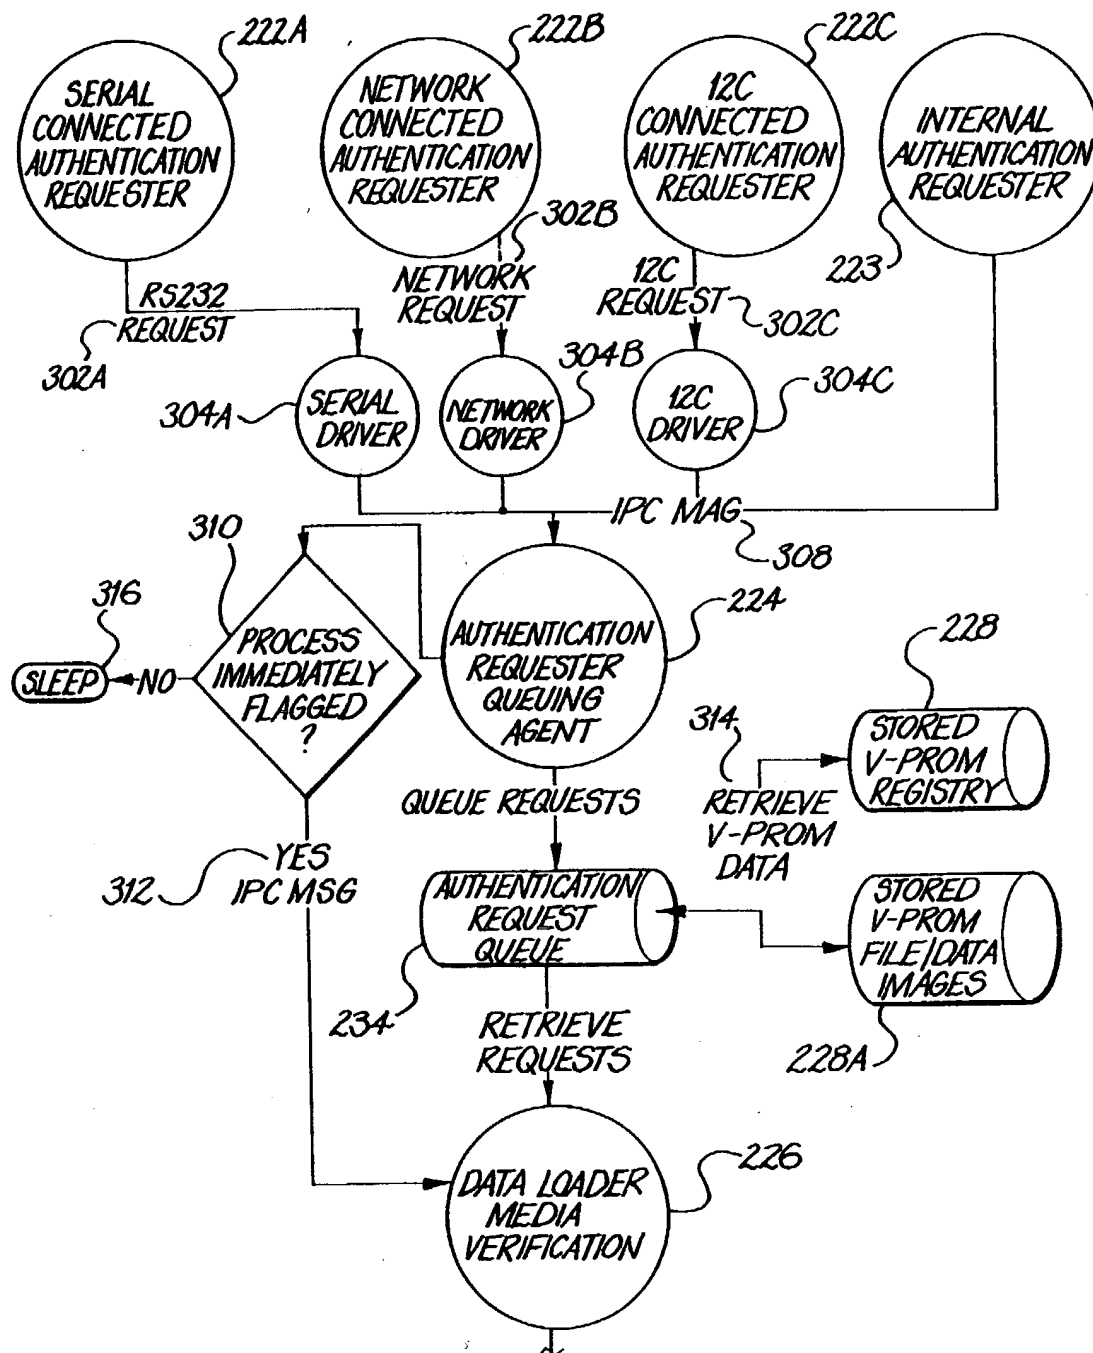 222A
222B
222C
SERIAL
CONNECTED
AUTHENTICATION
REQUESTER
NETWORK
CONNECTED
AUTHENTICATION
REQUESTER
12C
CONNECTED
AUTHENTICATION
REQUESTER
INTERNAL
AUTHENTICATION
REQUESTER
223
RS232
REQUEST
302A
NETWORK
REQUEST
302B
12C
REQUEST
302C
304A
SERIAL
DRIVER
NETWORK
DRIVER
304B
12C
DRIVER
304C
IPC MAG
308
310
PROCESS
IMMEDIATELY
FLAGGED
?
316
SLEEP
NO
AUTHENTICATION
REQUESTER
QUEUING
AGENT
224
228
STORED
V-PROM
REGISTRY
314
RETRIEVE
V-PROM
DATA
QUEUE REQUESTS
312
YES
IPC MSG
AUTHENTICATION
REQUEST
QUEUE
234
STORED
V-PROM
FILE/DATA
IMAGES
228A
RETRIEVE
REQUESTS
DATA LOADER
MEDIA
VERIFICATION
226